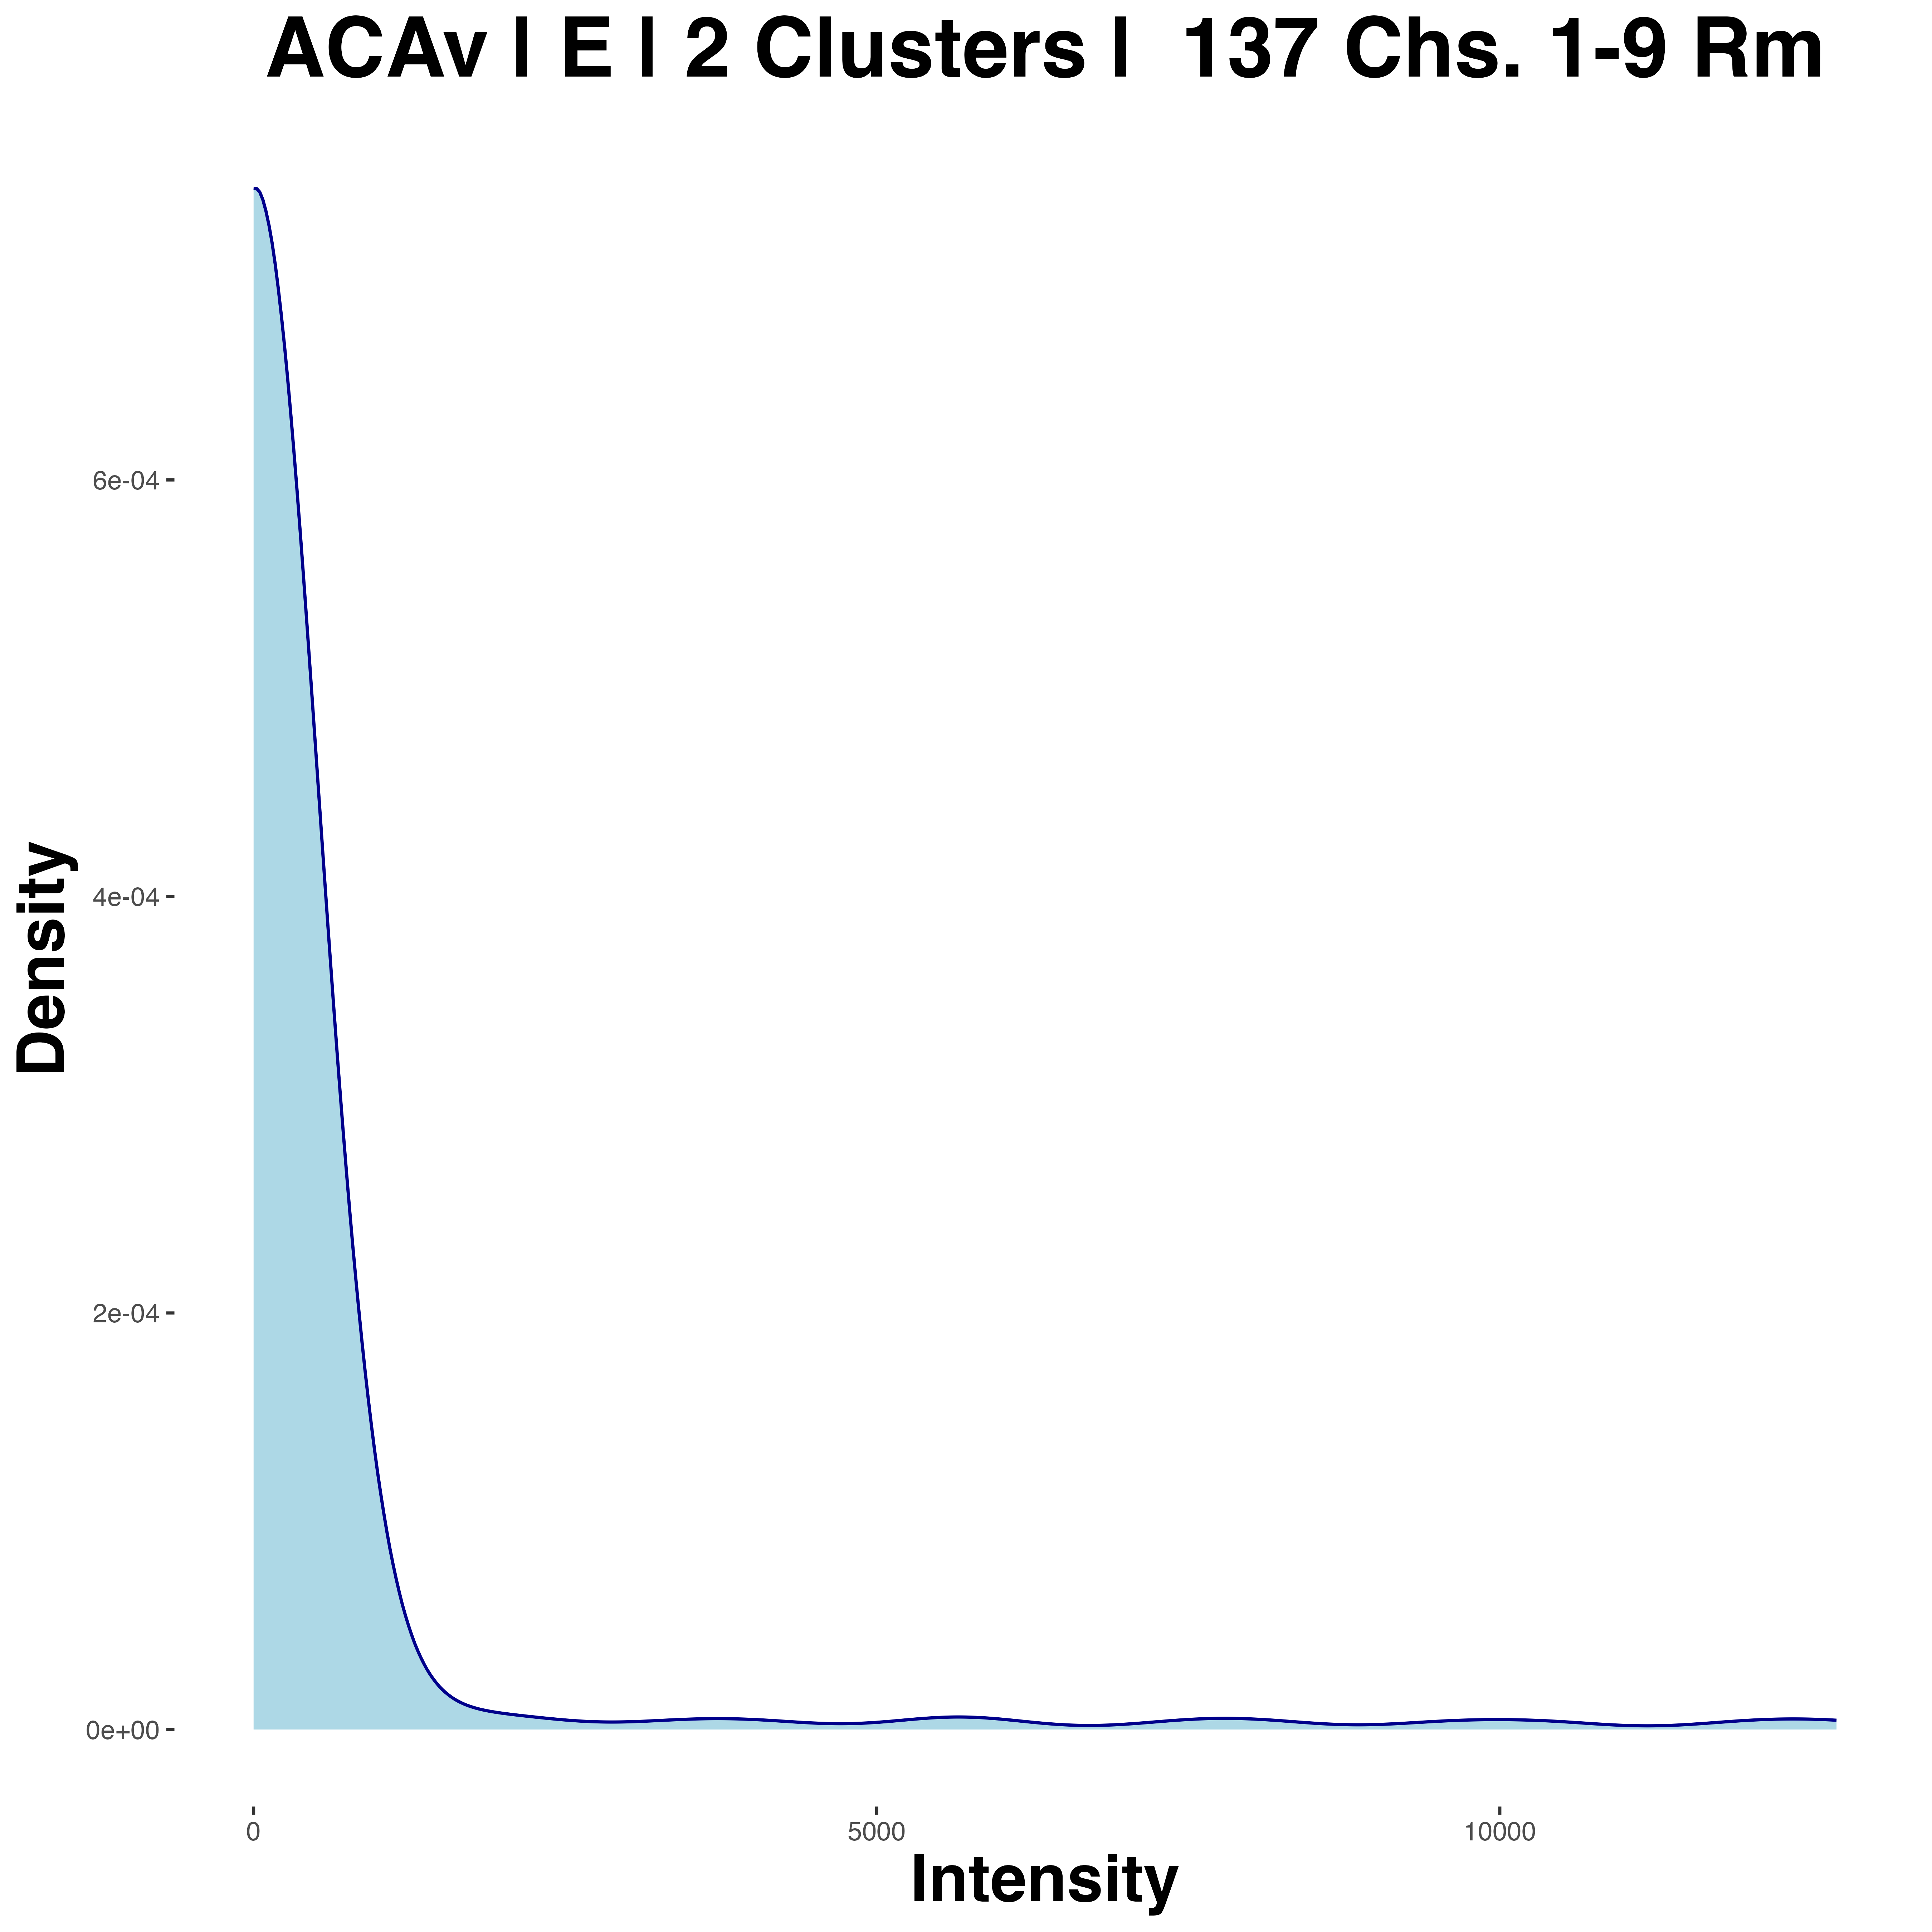 ACAv | E | 2 Clusters |  137 Chs. 1-9 Rm
Density
6e-04
4e-04
2e-04
0e+00
0
5000
10000
Intensity